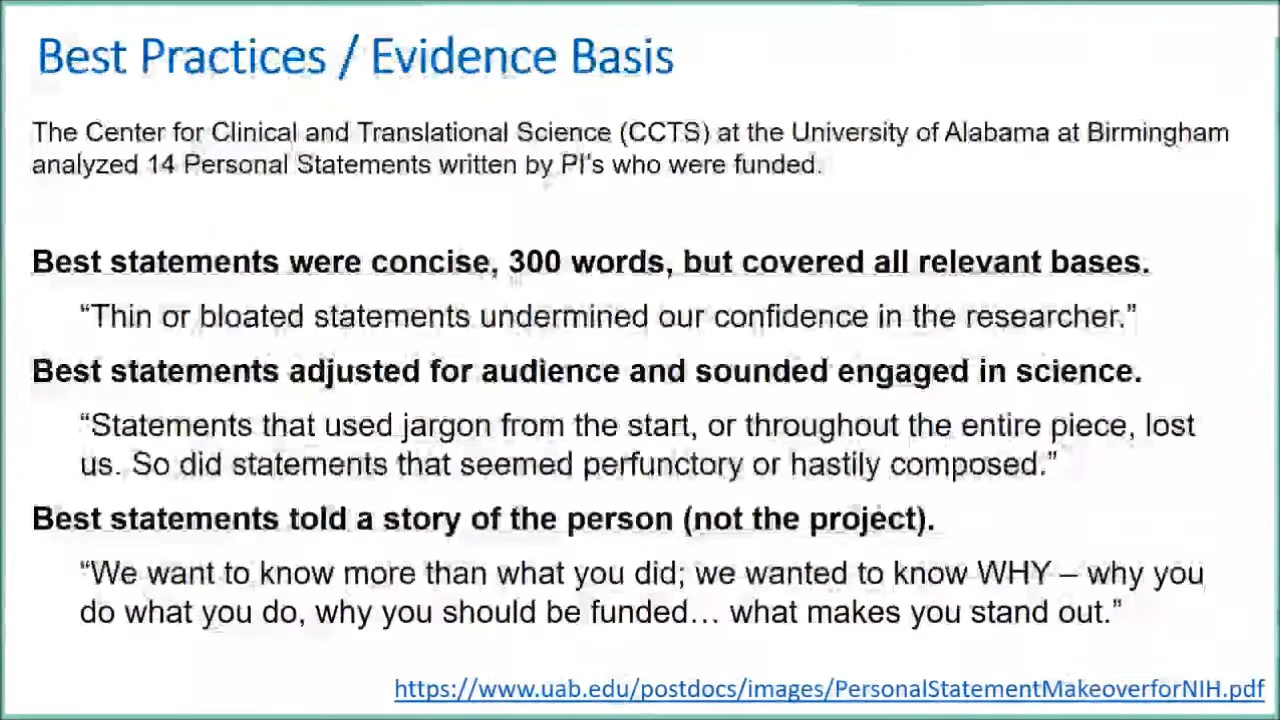 Best Practices / Evidence Basis
The Center for Clinical and Translational Science (CCTS) at the University of Alabama at Birmingham
analyzed 14 Personal Statements written by PI's who were funded.
Best statements were concise, 300 words, but covered all relevant bases.
“Thin or bloated statements undermined our confidence in the researcher.”
Best statements adjusted for audience and sounded engaged in science.
“Statements that used jargon from the start, or throughout the entire piece, lost
us. So did statements that seemed perfunctory or hastily composed.”
Best statements told a story of the person (not the project).
“We want to know more than what you did; we wanted to know WHY – why you
do what you do, why you should be funded… what makes you stand out.”
https://www.uab.edu/postdocs/images/PersonalStatementMakeoverforNIH.pdf